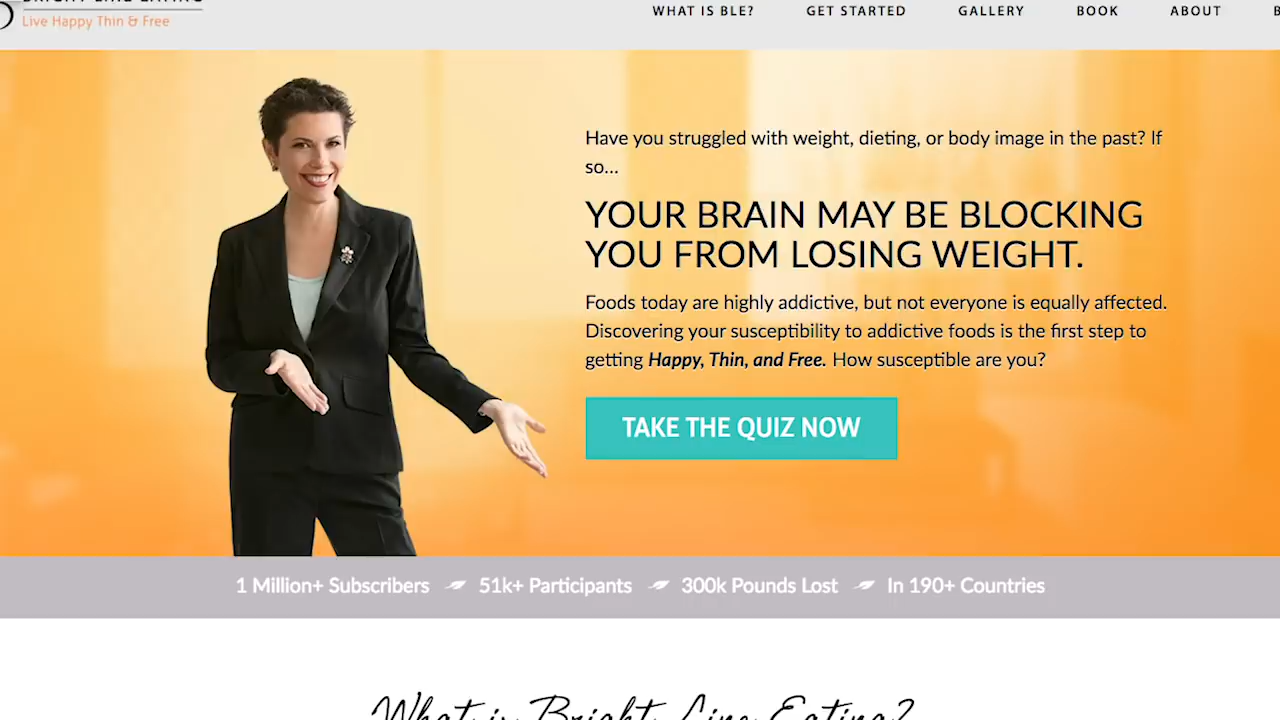 BRIGHT LINE EATING
Live Happy Thin & Free
WHAT IS BLE?
GET STARTED
GALLERY
BOOK
ABOUT
Have you struggled with weight, dieting, or body image in the past? If
so...
YOUR BRAIN MAY BE BLOCKING
YOU FROM LOSING WEIGHT.
Foods today are highly addictive, but not everyone is equally affected.
Discovering your susceptibility to addictive foods is the first step to
getting Happy, Thin, and Free. How susceptible are you?
TAKE THE QUIZ NOW
1 Million+ Subscribers
51k+ Participants
300k Pounds Lost
In 190+ Countries
What is Bright Line Eating?